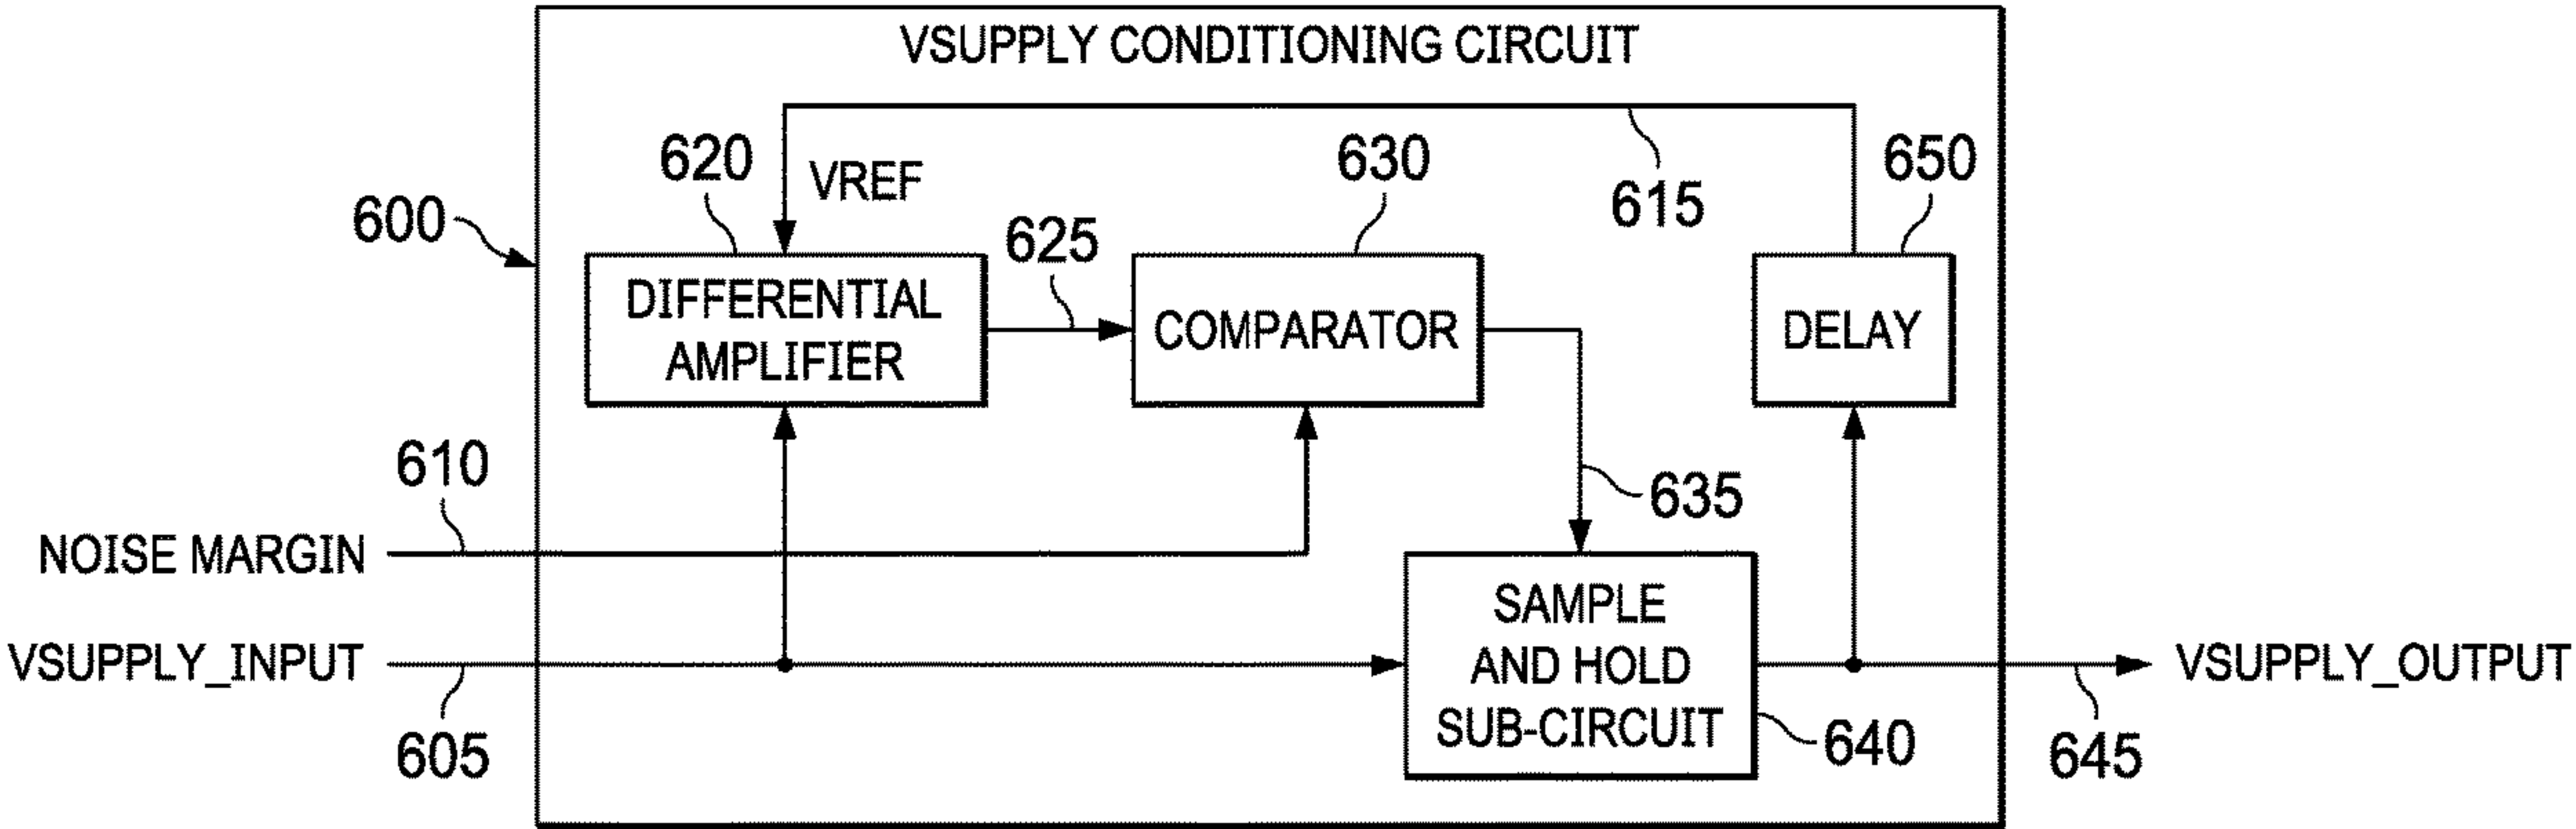 VSUPPLY CONDITIONING CIRCUIT
620
VREF
630
615
650
600
625
DIFFERENTIAL
AMPLIFIER
COMPARATOR
DELAY
610
635
NOISE MARGIN
SAMPLE
AND HOLD
SUB-CIRCUIT
VSUPPLY_INPUT
VSUPPLY_OUTPUT
605
640
645